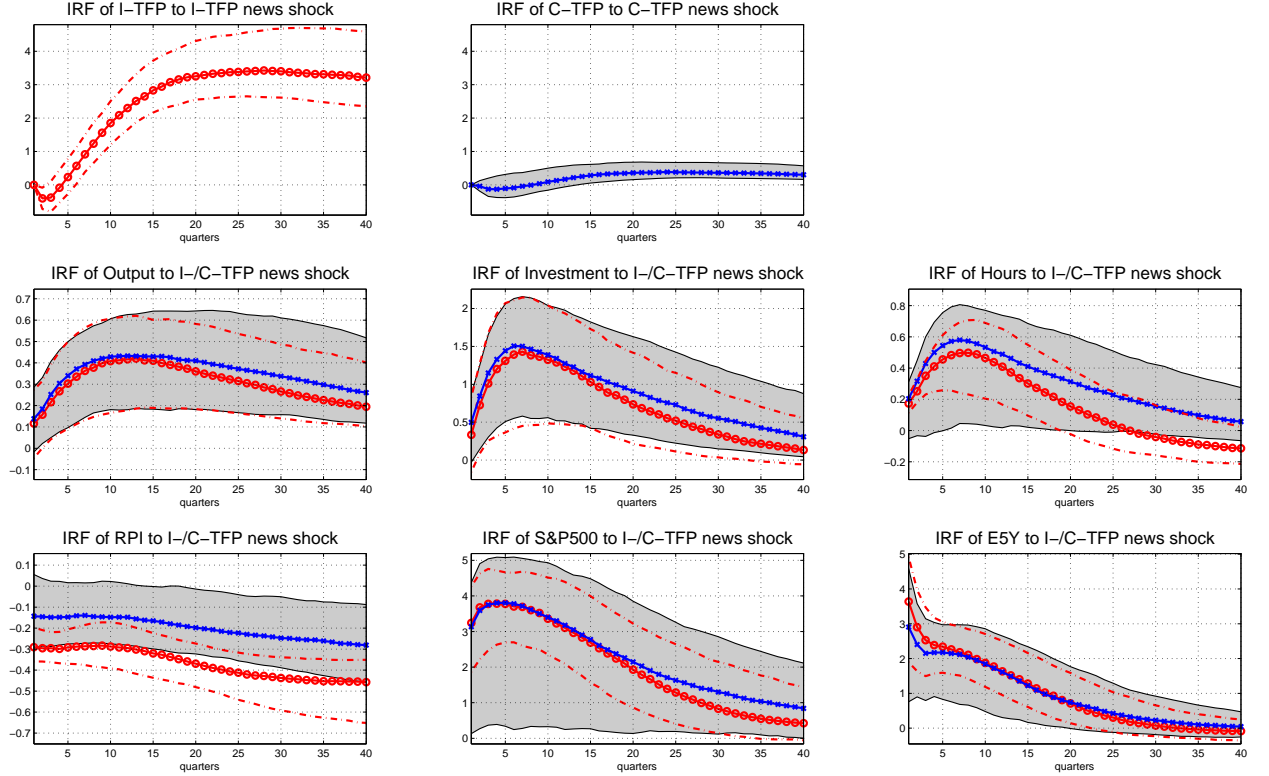 IRF of I−TFP to I−TFP news shock
4
3
2
1
0
5 10 15 20 25 30 35 40
quarters
IRF of C−TFP to C−TFP news shock
4
3
2
1
0
5 10 15 20 25 30 35 40
quarters
IRF of Output to I−/C−TFP news shock
0.7
0.6
0.5
0.4
0.3
0.2
0.1
0
−0.1
5 10 15 20 25 30 35 40
quarters
IRF of Investment to I−/C−TFP news shock
2
1.5
1
0.5
0
5 10 15 20 25 30 35 40
quarters
IRF of Hours to I−/C−TFP news shock
0.8
0.6
0.4
0.2
0
−0.2
5 10 15 20 25 30 35 40
quarters
IRF of RPI to I−/C−TFP news shock
0.1
0
−0.1
−0.2
−0.3
−0.4
−0.5
−0.6
−0.7
5 10 15 20 25 30 35 40
quarters
IRF of S&P500 to I−/C−TFP news shock
5
4
3
2
1
0
5 10 15 20 25 30 35 40
quarters
IRF of E5Y to I−/C−TFP news shock
5
4
3
2
1
0
5 10 15 20 25 30 35 40
quarters